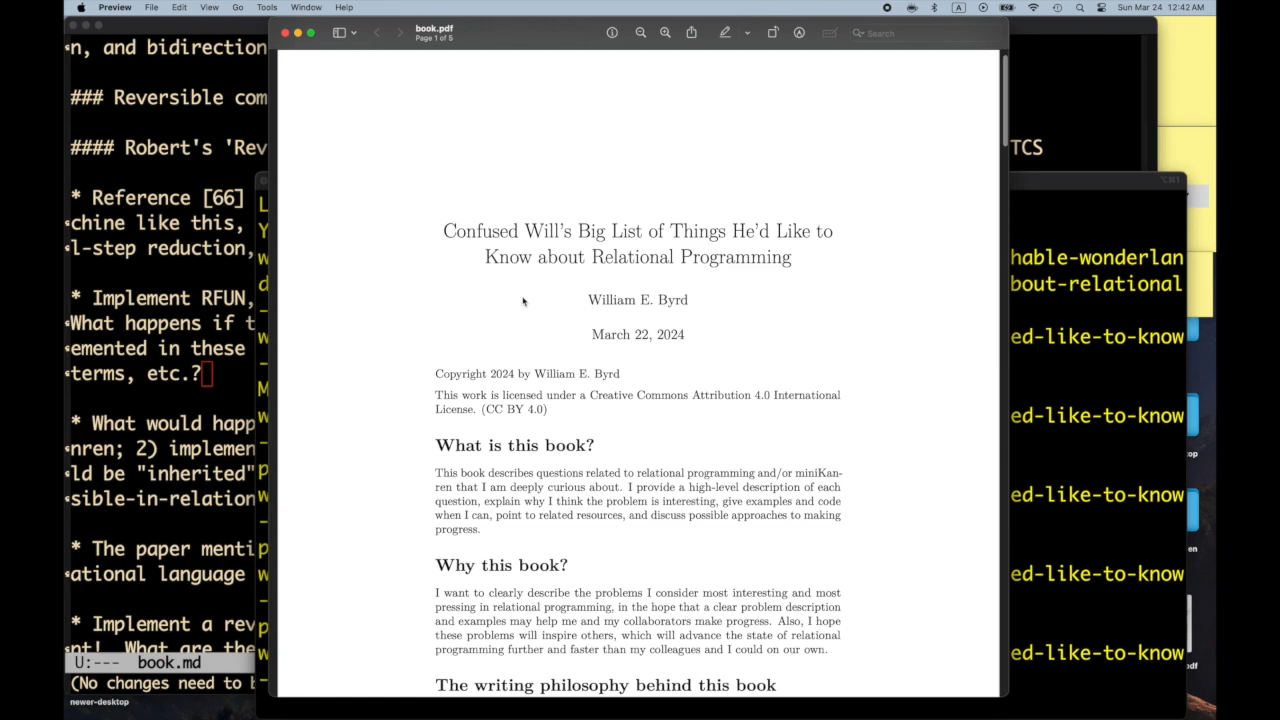 Preview File Edit View Go Tools Window Help
A
Sun Mar 24 12:42 AM
n, and bidirection
### Reversible com
#### Robert's 'Rev
* Reference [66]
chine like this,
l-step reduction,
* Implement RFUN,
What happens if t
emented in these
terms, etc.?
* What would happ
nren; 2) implemen
ld be "inherited"
sible-in-relation
* The paper menti
ational language
* Implement a rev
nt! What are the
U:--- book.md
(No changes need to b
newer-desktop
book.pdf
Page 1 of 5
Search
Confused Will's Big List of Things He'd Like to
Know about Relational Programming
William E. Byrd
March 22, 2024
Copyright 2024 by William E. Byrd
This work is licensed under a Creative Commons Attribution 4.0 International
License. (CC BY 4.0)
What is this book?
This book describes questions related to relational programming and/or miniKan-
ren that I am deeply curious about. I provide a high-level description of each
question, explain why I think the problem is interesting, give examples and code
when I can, point to related resources, and discuss possible approaches to making
progress.
Why this book?
I want to clearly describe the problems I consider most interesting and most
pressing in relational programming, in the hope that a clear problem description
and examples may help me and my collaborators make progress. Also, I hope
these problems will inspire others, which will advance the state of relational
programming further and faster than my colleagues and I could on our own.
The writing philosophy behind this book
TCS
⌥⌘1
hable-wonderlan
bout-relational
ed-like-to-know
ed-like-to-know
ed-like-to-know
ed-like-to-know
ed-like-to-know
top
en
pdf